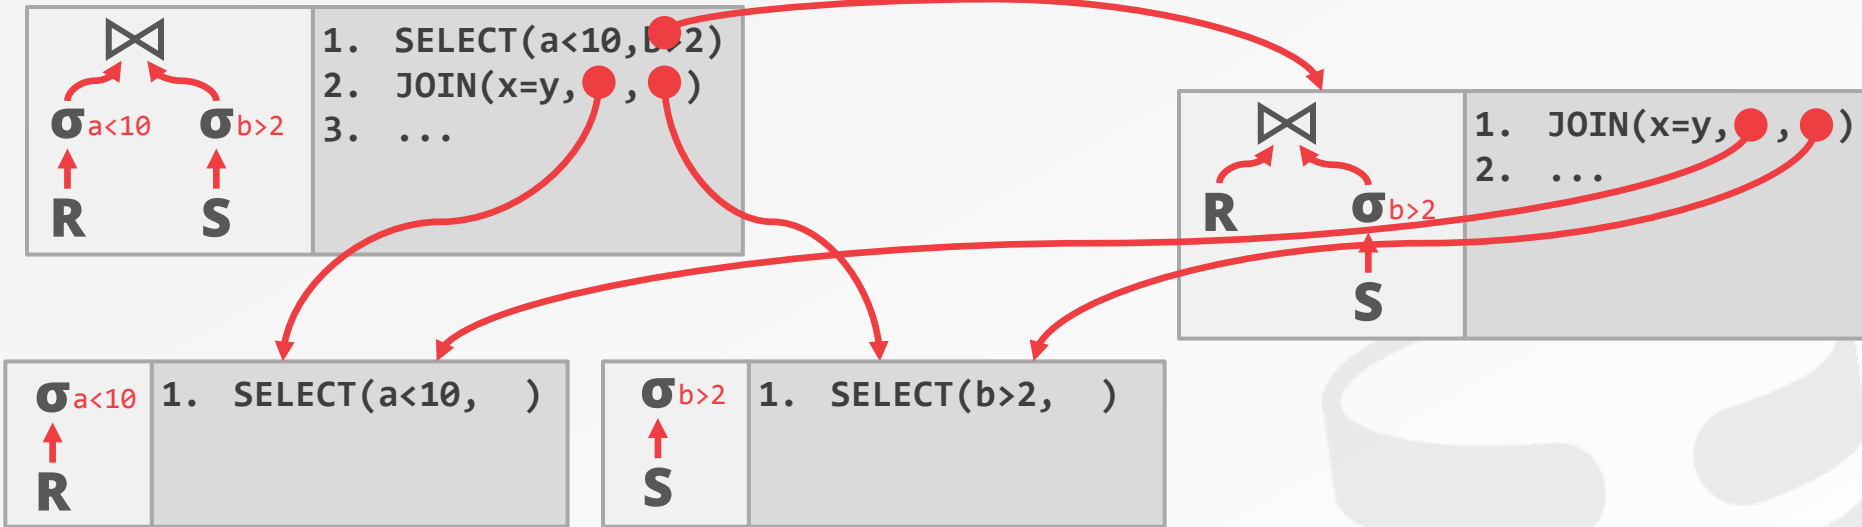 ⋈
σa<10 σb>2
R S
1. SELECT(a<10,b>2)
2. JOIN(x=y, , )
3. ...
⋈
R σb>2
S
1. JOIN(x=y, , )
2. ...
σa<10
R
1. SELECT(a<10, )
σb>2
S
1. SELECT(b>2, )